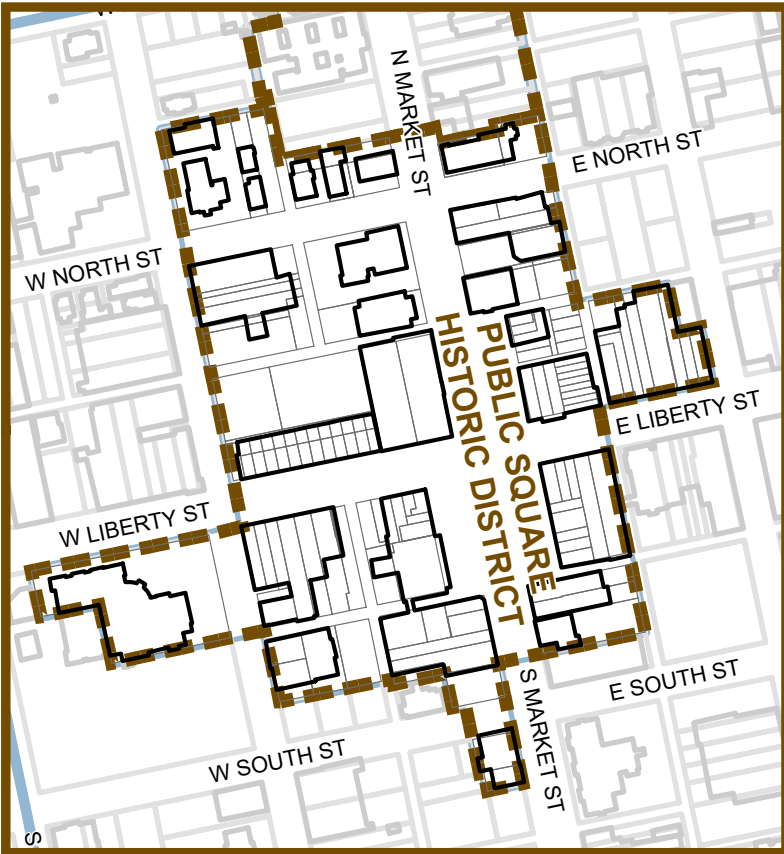 N MARKET ST
E NORTH ST
W NORTH ST
PUBLIC SQUARE
HISTORIC DISTRICT
E LIBERTY ST
W LIBERTY ST
E SOUTH ST
S MARKET ST
W SOUTH ST
S